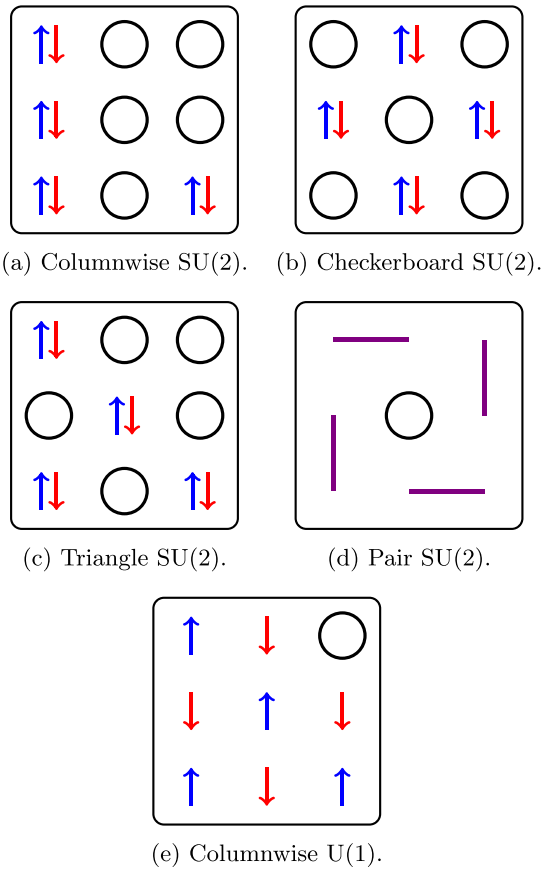 (a) Columnwise SU(2).
(b) Checkerboard SU(2).
(c) Triangle SU(2).
(d) Pair SU(2).
(e) Columnwise U(1).